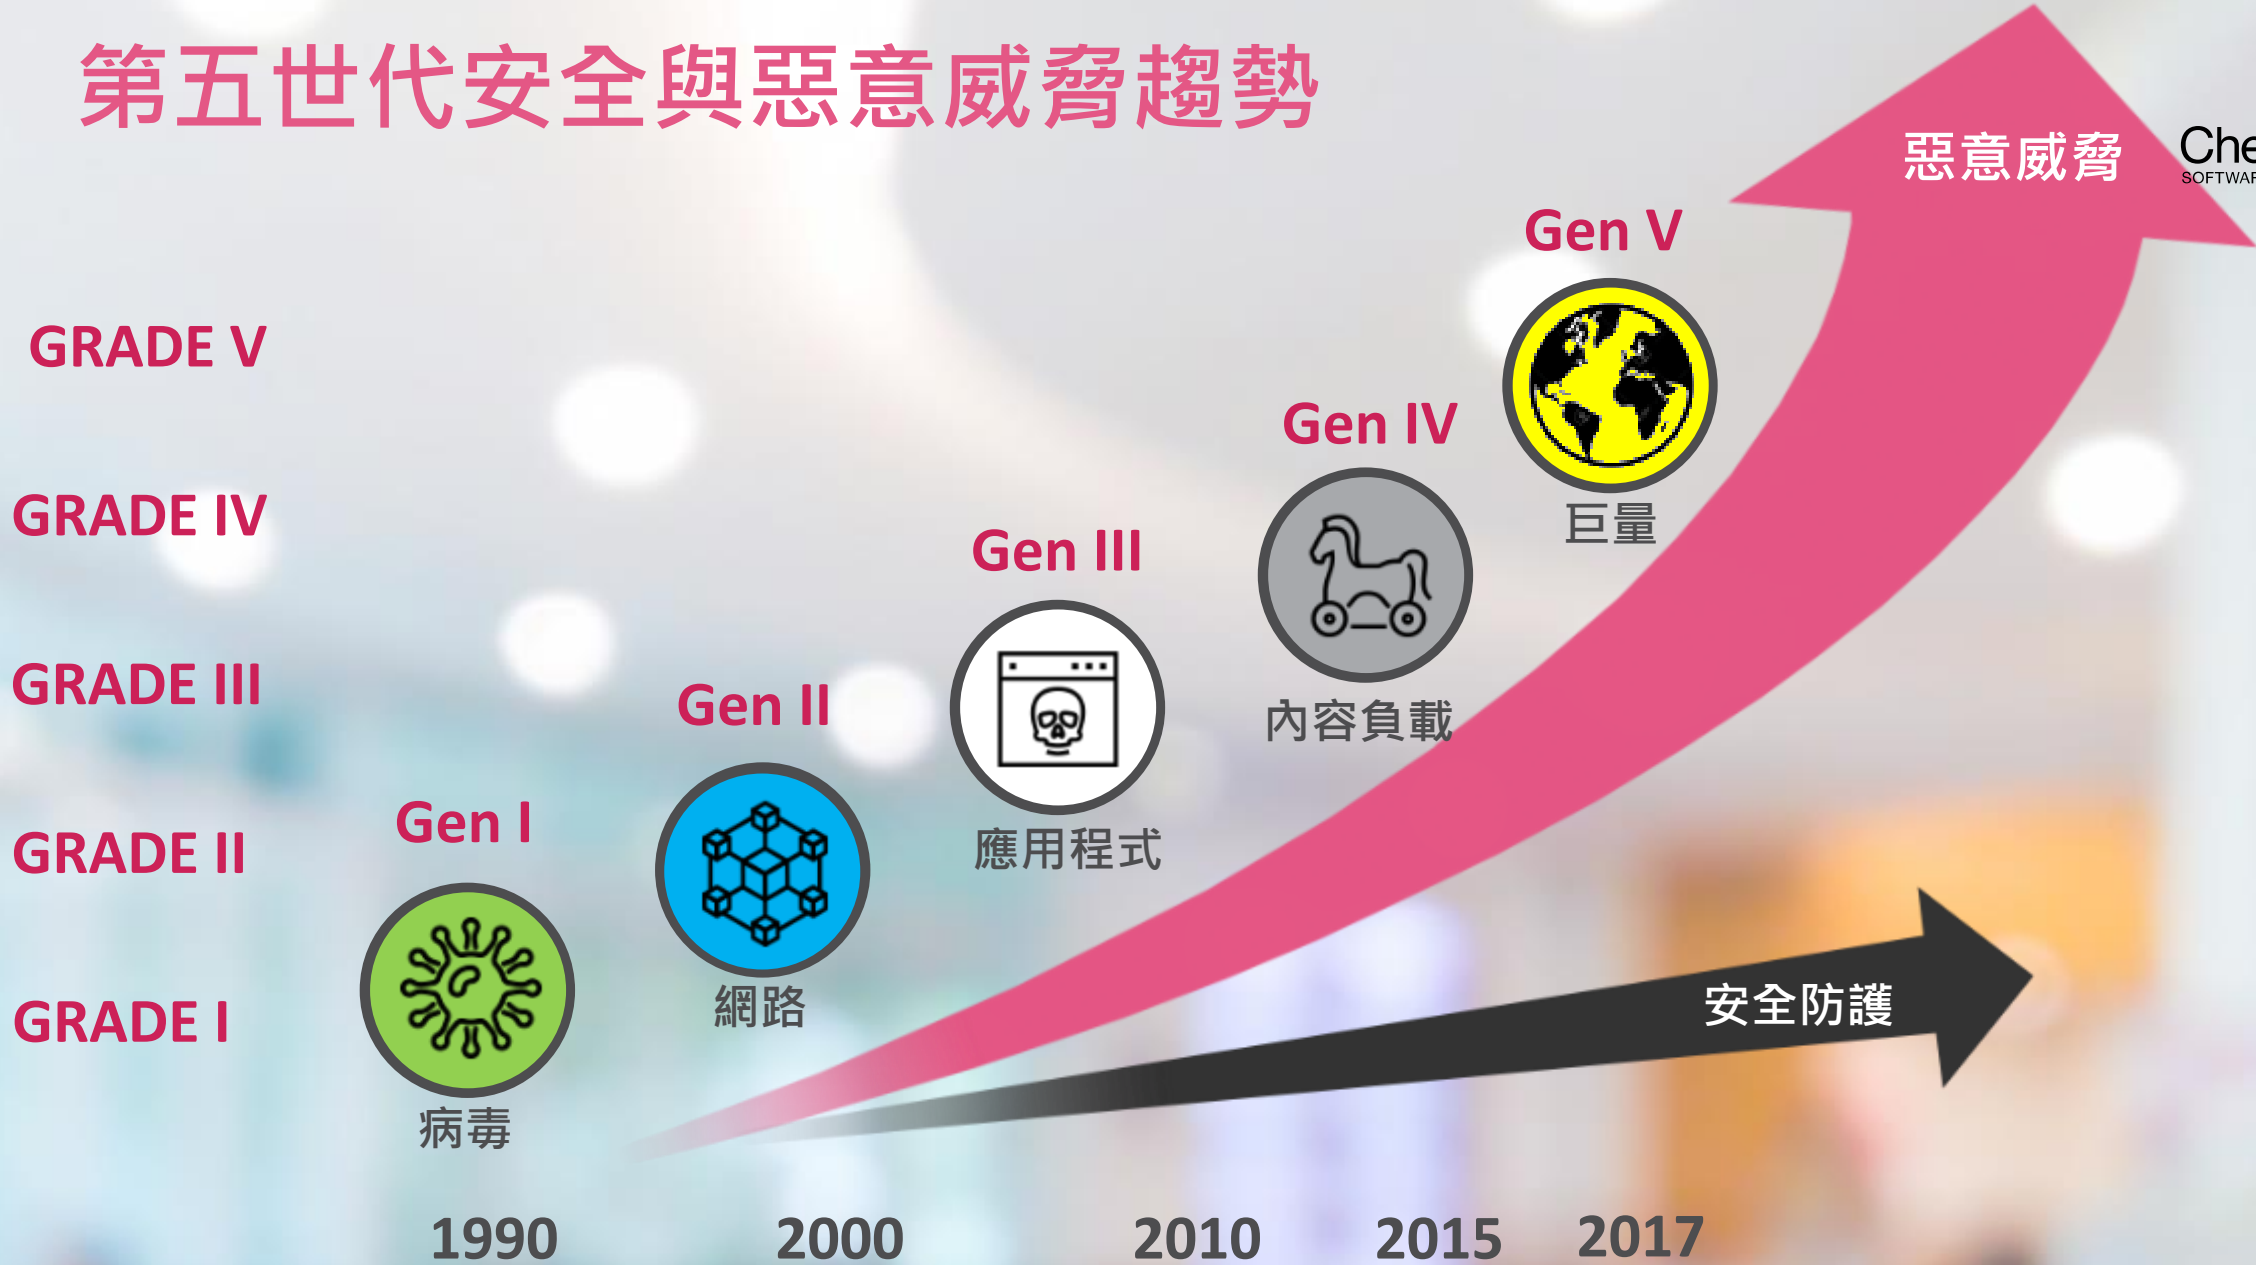 第五世代安全與惡意威脅趨勢
惡意威脅
Che
SOFTWAR
Gen V
GRADE V
Gen IV
巨量
GRADE IV
Gen III
GRADE III
Gen II
內容負載
Gen I
應用程式
GRADE II
網路
安全防護
GRADE I
病毒
1990
2000
2010
2015
2017